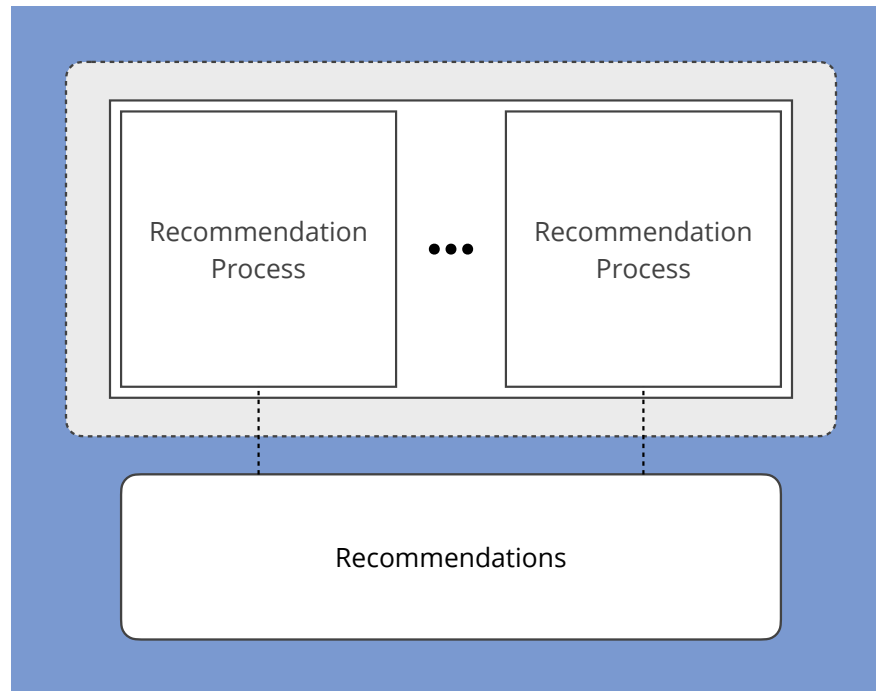 Recommendation
Process
•••
Recommendation
Process
Recommendations